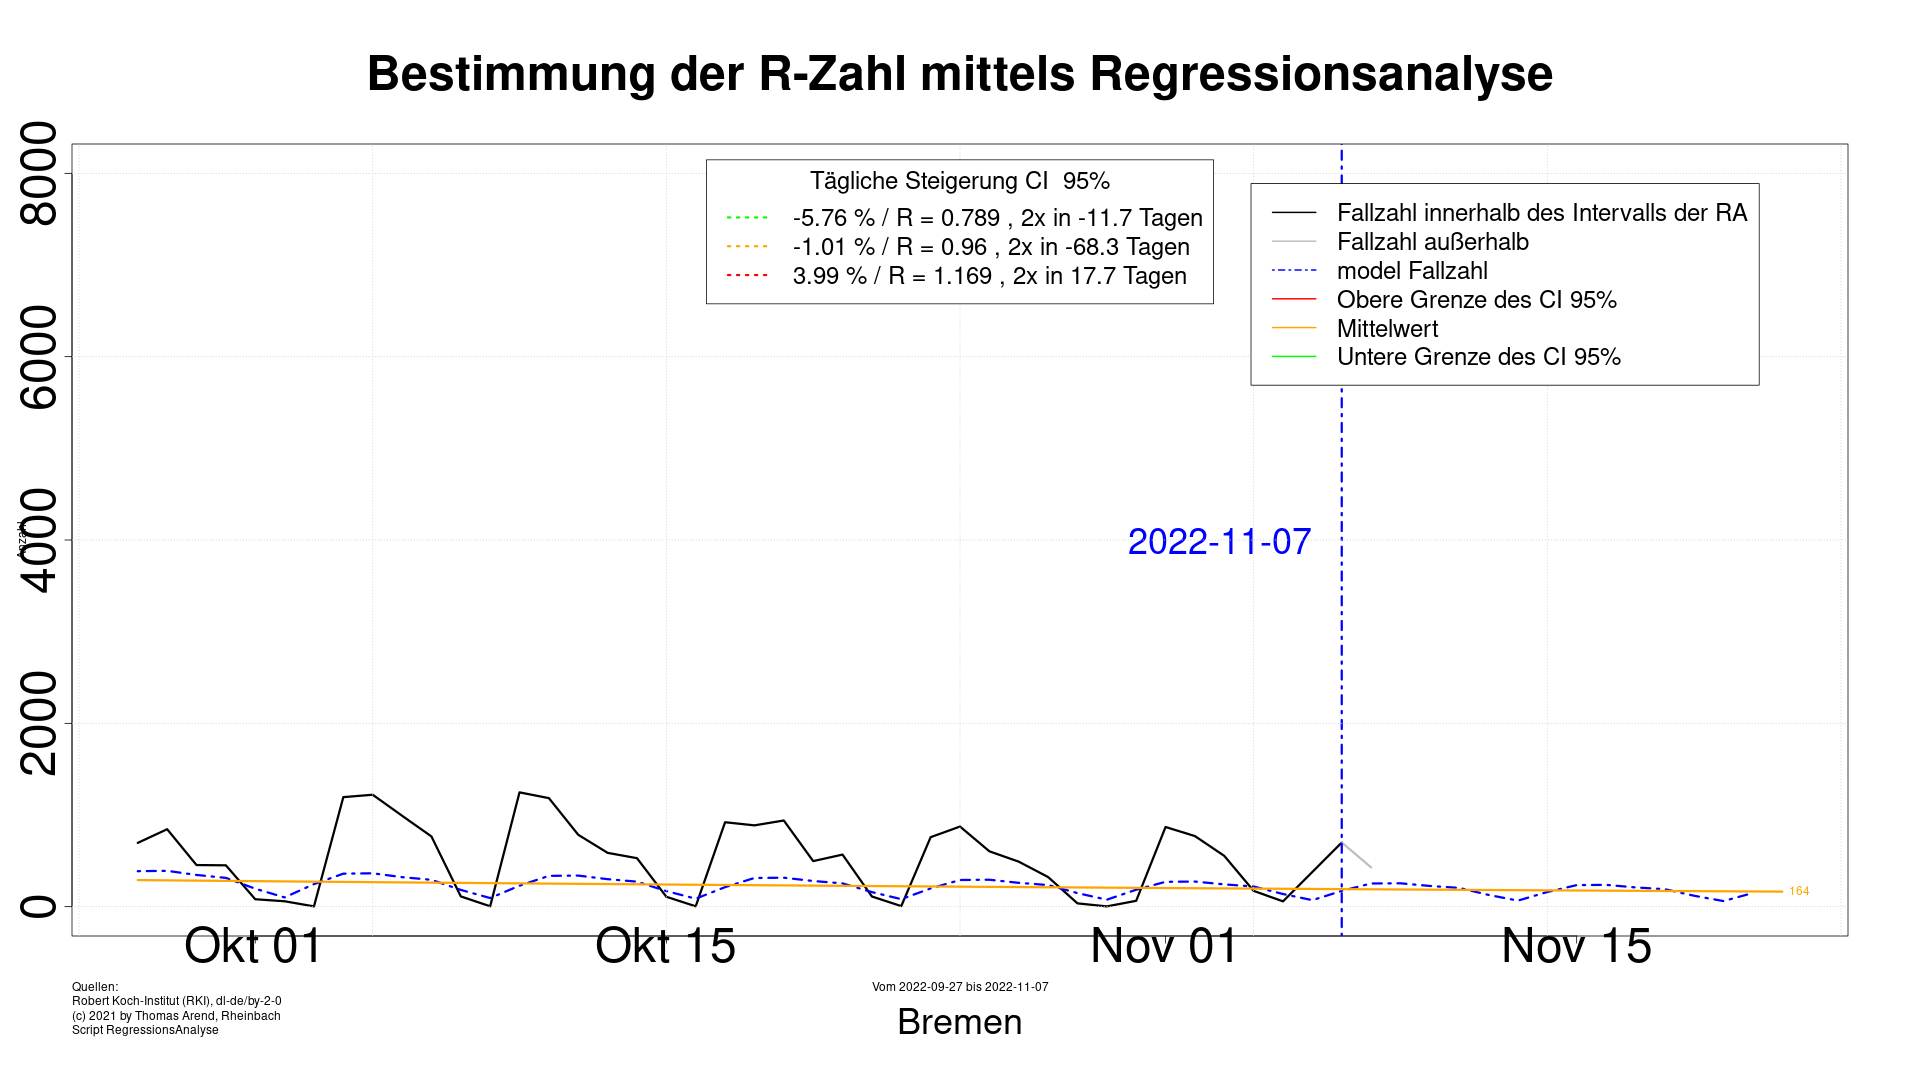 Bestimmung der R-Zahl mittels Regressionsanalyse
8000
6000
4000
2000
0
Anzahl
Tägliche Steigerung CI  95%
-5.76 % / R = 0.789 , 2x in -11.7 Tagen
-1.01 % / R = 0.96 , 2x in -68.3 Tagen
3.99 % / R = 1.169 , 2x in 17.7 Tagen
Fallzahl innerhalb des Intervalls der RA
Fallzahl außerhalb
model Fallzahl
Obere Grenze des CI 95%
Mittelwert
Untere Grenze des CI 95%
2022-11-07
164
Okt 01
Okt 15
Nov 01
Nov 15
Quellen:
Robert Koch-Institut (RKI), dl-de/by-2-0
(c) 2021 by Thomas Arend, Rheinbach
Script RegressionsAnalyse
Vom 2022-09-27 bis 2022-11-07
Bremen